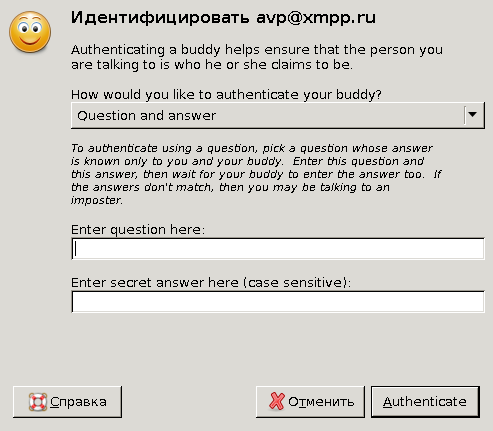 Идентифицировать avp@xmpp.ru
Authenticating a buddy helps ensure that the person you
are talking to is who he or she claims to be.
How would you like to authenticate your buddy?
Question and answer
To authenticate using a question, pick a question whose answer
is known only to you and your buddy.  Enter this question and
this answer, then wait for your buddy to enter the answer too.  If
the answers don't match, then you may be talking to an
imposter.
Enter question here:
Enter secret answer here (case sensitive):
Справка
Отменить
Authenticate